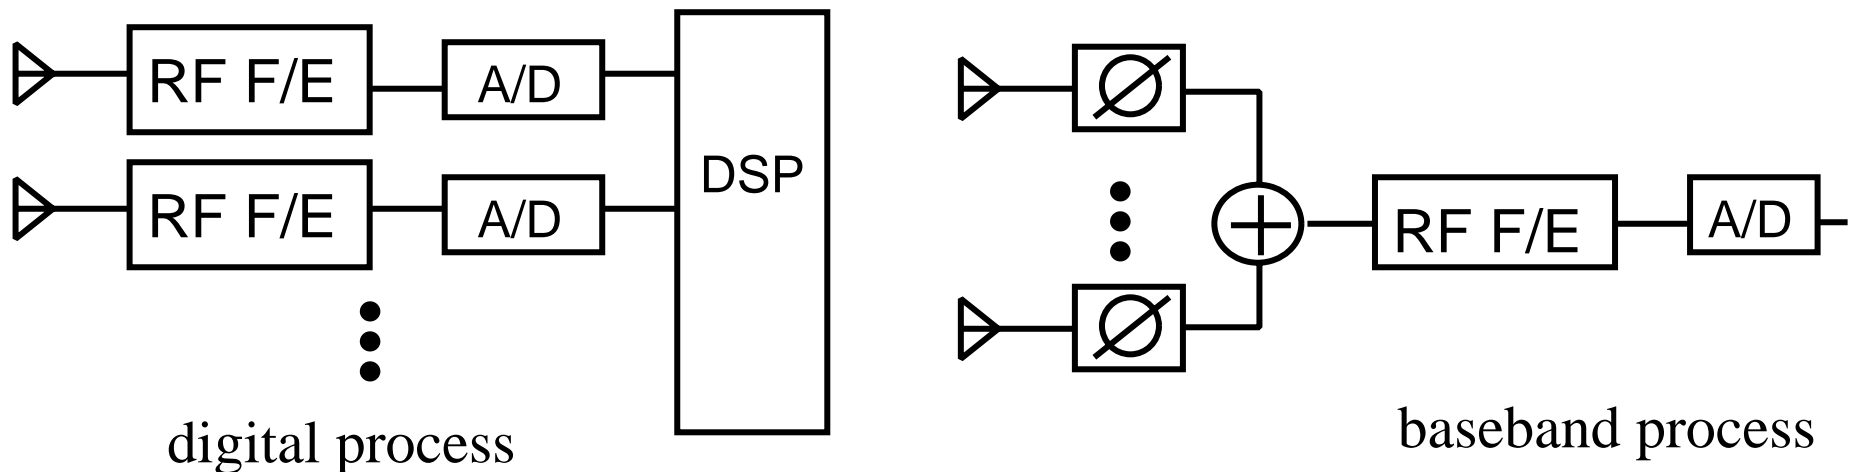 RF F/E
A/D
RF F/E
A/D
DSP
digital process
RF F/E
A/D
baseband process